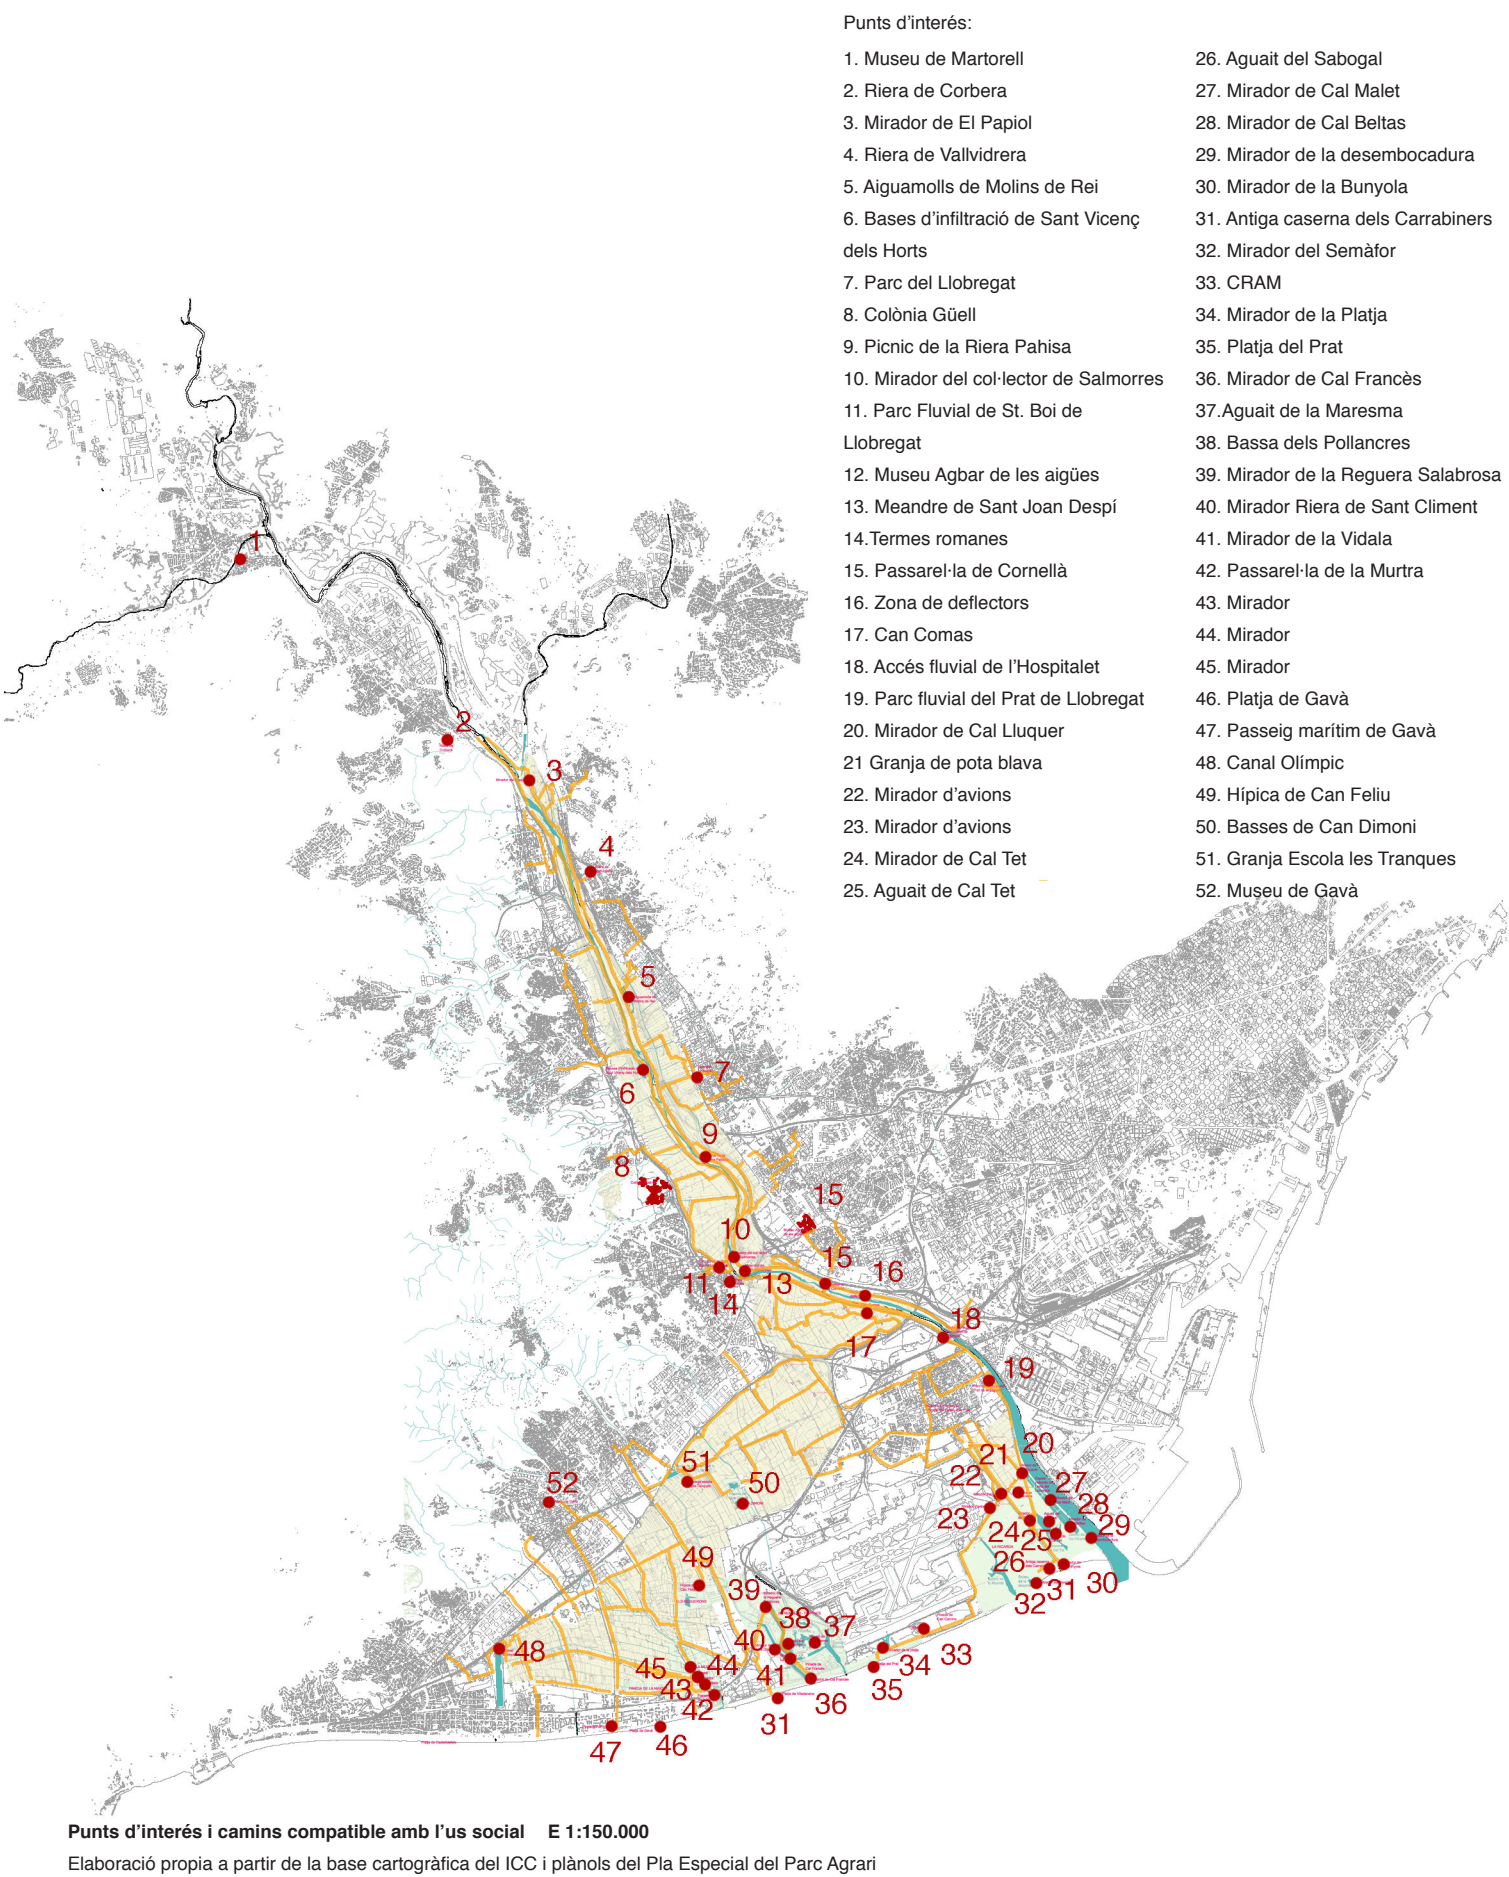 Punts d’interés:
1. Museu de Martorell
2. Riera de Corbera
3. Mirador de El Papiol
4. Riera de Vallvidrera
5. Aiguamolls de Molins de Rei
6. Bases d’infiltració de Sant Vicenç
dels Horts
7. Parc del Llobregat
8. Colònia Güell
9. Picnic de la Riera Pahisa
10. Mirador del col·lector de Salmorres
11. Parc Fluvial de St. Boi de
Llobregat
12. Museu Agbar de les aigües
13. Meandre de Sant Joan Despí
14.Termes romanes
15. Passarel·la de Cornellà
16. Zona de deflectors
17. Can Comas
18. Accés fluvial de l’Hospitalet
19. Parc fluvial del Prat de Llobregat
20. Mirador de Cal Lluquer
21 Granja de pota blava
22. Mirador d’avions
23. Mirador d’avions
24. Mirador de Cal Tet
25. Aguait de Cal Tet
26. Aguait del Sabogal
27. Mirador de Cal Malet
28. Mirador de Cal Beltas
29. Mirador de la desembocadura
30. Mirador de la Bunyola
31. Antiga caserna dels Carrabiners
32. Mirador del Semàfor
33. CRAM
34. Mirador de la Platja
35. Platja del Prat
36. Mirador de Cal Francès
37.Aguait de la Maresma
38. Bassa dels Pollancres
39. Mirador de la Reguera Salabrosa
40. Mirador Riera de Sant Climent
41. Mirador de la Vidala
42. Passarel·la de la Murtra
43. Mirador
44. Mirador
45. Mirador
46. Platja de Gavà
47. Passeig marítim de Gavà
48. Canal Olímpic
49. Hípica de Can Feliu
50. Basses de Can Dimoni
51. Granja Escola les Tranques
52. Museu de Gavà
1
2
3
4
5
7
6
9
8
15
10
15
16
11
13
14
17
18
19
20
21
51
22
50
27
52
28
23
24
25
29
26
49
31
30
39
32
38
37
40
33
48
34
45
44
41
35
43
36
42
31
47
46
Punts d’interés i camins compatible amb l’us social E 1:150.000
Elaboració propia a partir de la base cartogràfica del ICC i plànols del Pla Especial del Parc Agrari